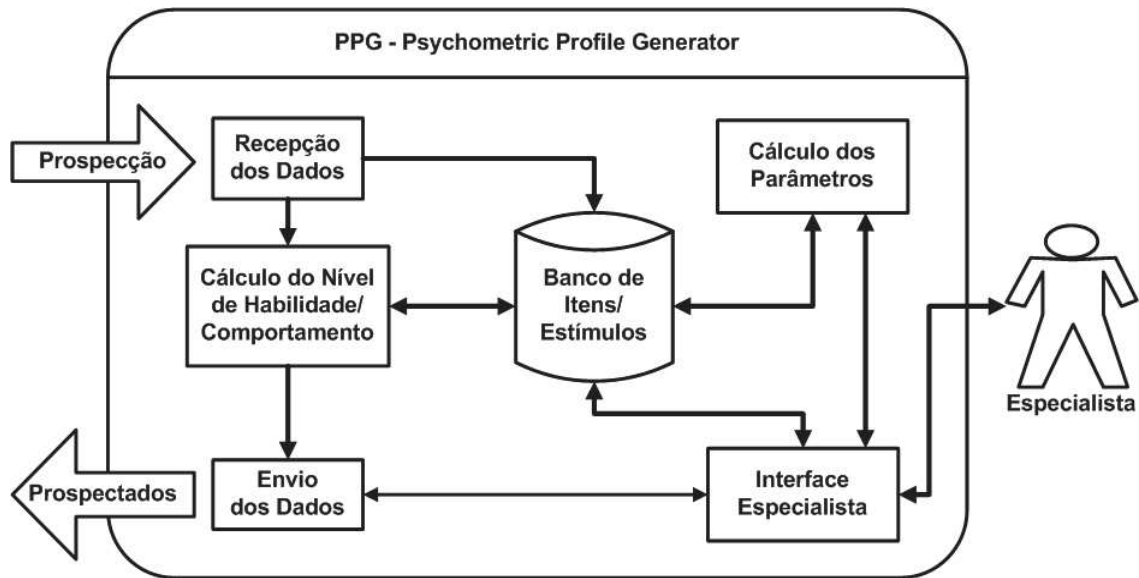 PPG - Psychometric Profile Generator
Prospecção
Recepção
dos Dados
Cálculo dos
Parâmetros
Cálculo do Nível
de Habilidade/
Comportamento
Banco de
Itens/
Estímulos
Especialista
Prospectados
Envio
dos Dados
Interface
Especialista